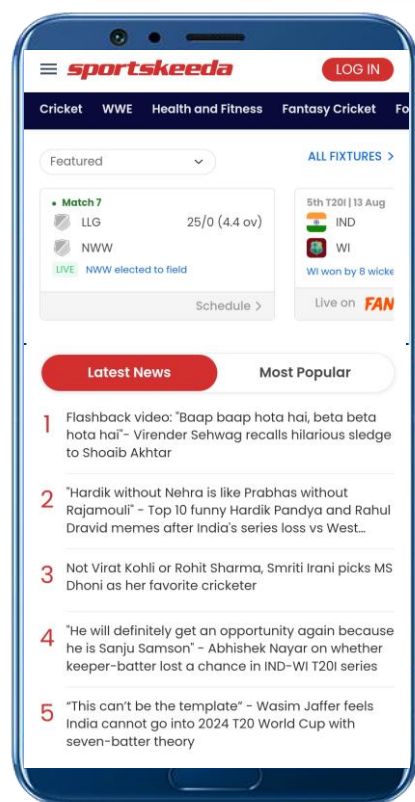 sportskeeda
LOG IN
Cricket WWE Health and Fitness Fantasy Cricket Fo
Featured
ALL FIXTURES >
• Match 7
LLG 25/0 (4.4 ov)
NWW
LIVE NWW elected to field
Schedule >
5th T20I | 13 Aug
IND
WI
WI won by 8 wicke
Live on FAN
Latest News
Most Popular
1 Flashback video: "Baap baap hota hai, beta beta
hota hai"- Virender Sehwag recalls hilarious sledge
to Shoaib Akhtar
2 "Hardik without Nehra is like Prabhas without
Rajamouli" - Top 10 funny Hardik Pandya and Rahul
Dravid memes after India's series loss vs West...
3 Not Virat Kohli or Rohit Sharma, Smriti Irani picks MS
Dhoni as her favorite cricketer
4 "He will definitely get an opportunity again because
he is Sanju Samson" - Abhishek Nayar on whether
keeper-batter lost a chance in IND-WI T20I series
5 "This can't be the template" - Wasim Jaffer feels
India cannot go into 2024 T20 World Cup with
seven-batter theory